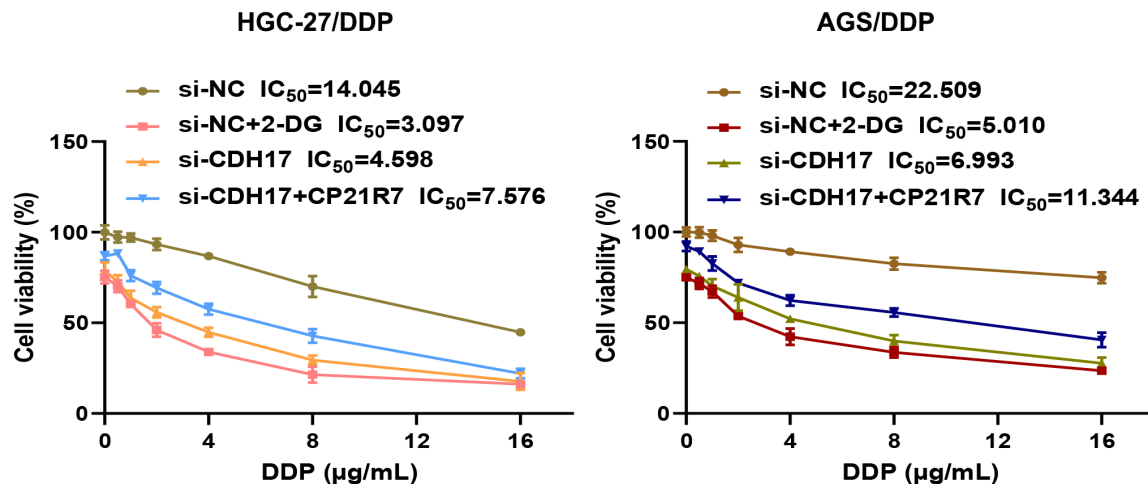 HGC-27/DDP
si-NC IC50=14.045
si-NC+2-DG IC50=3.097
si-CDH17 IC50=4.598
si-CDH17+CP21R7 IC50=7.576
Cell viability (%)
150
100
50
0
0 4 8 12 16
DDP (μg/mL)
AGS/DDP
si-NC IC50=22.509
si-NC+2-DG IC50=5.010
si-CDH17 IC50=6.993
si-CDH17+CP21R7 IC50=11.344
Cell viability (%)
150
100
50
0
0 4 8 12 16
DDP (μg/mL)